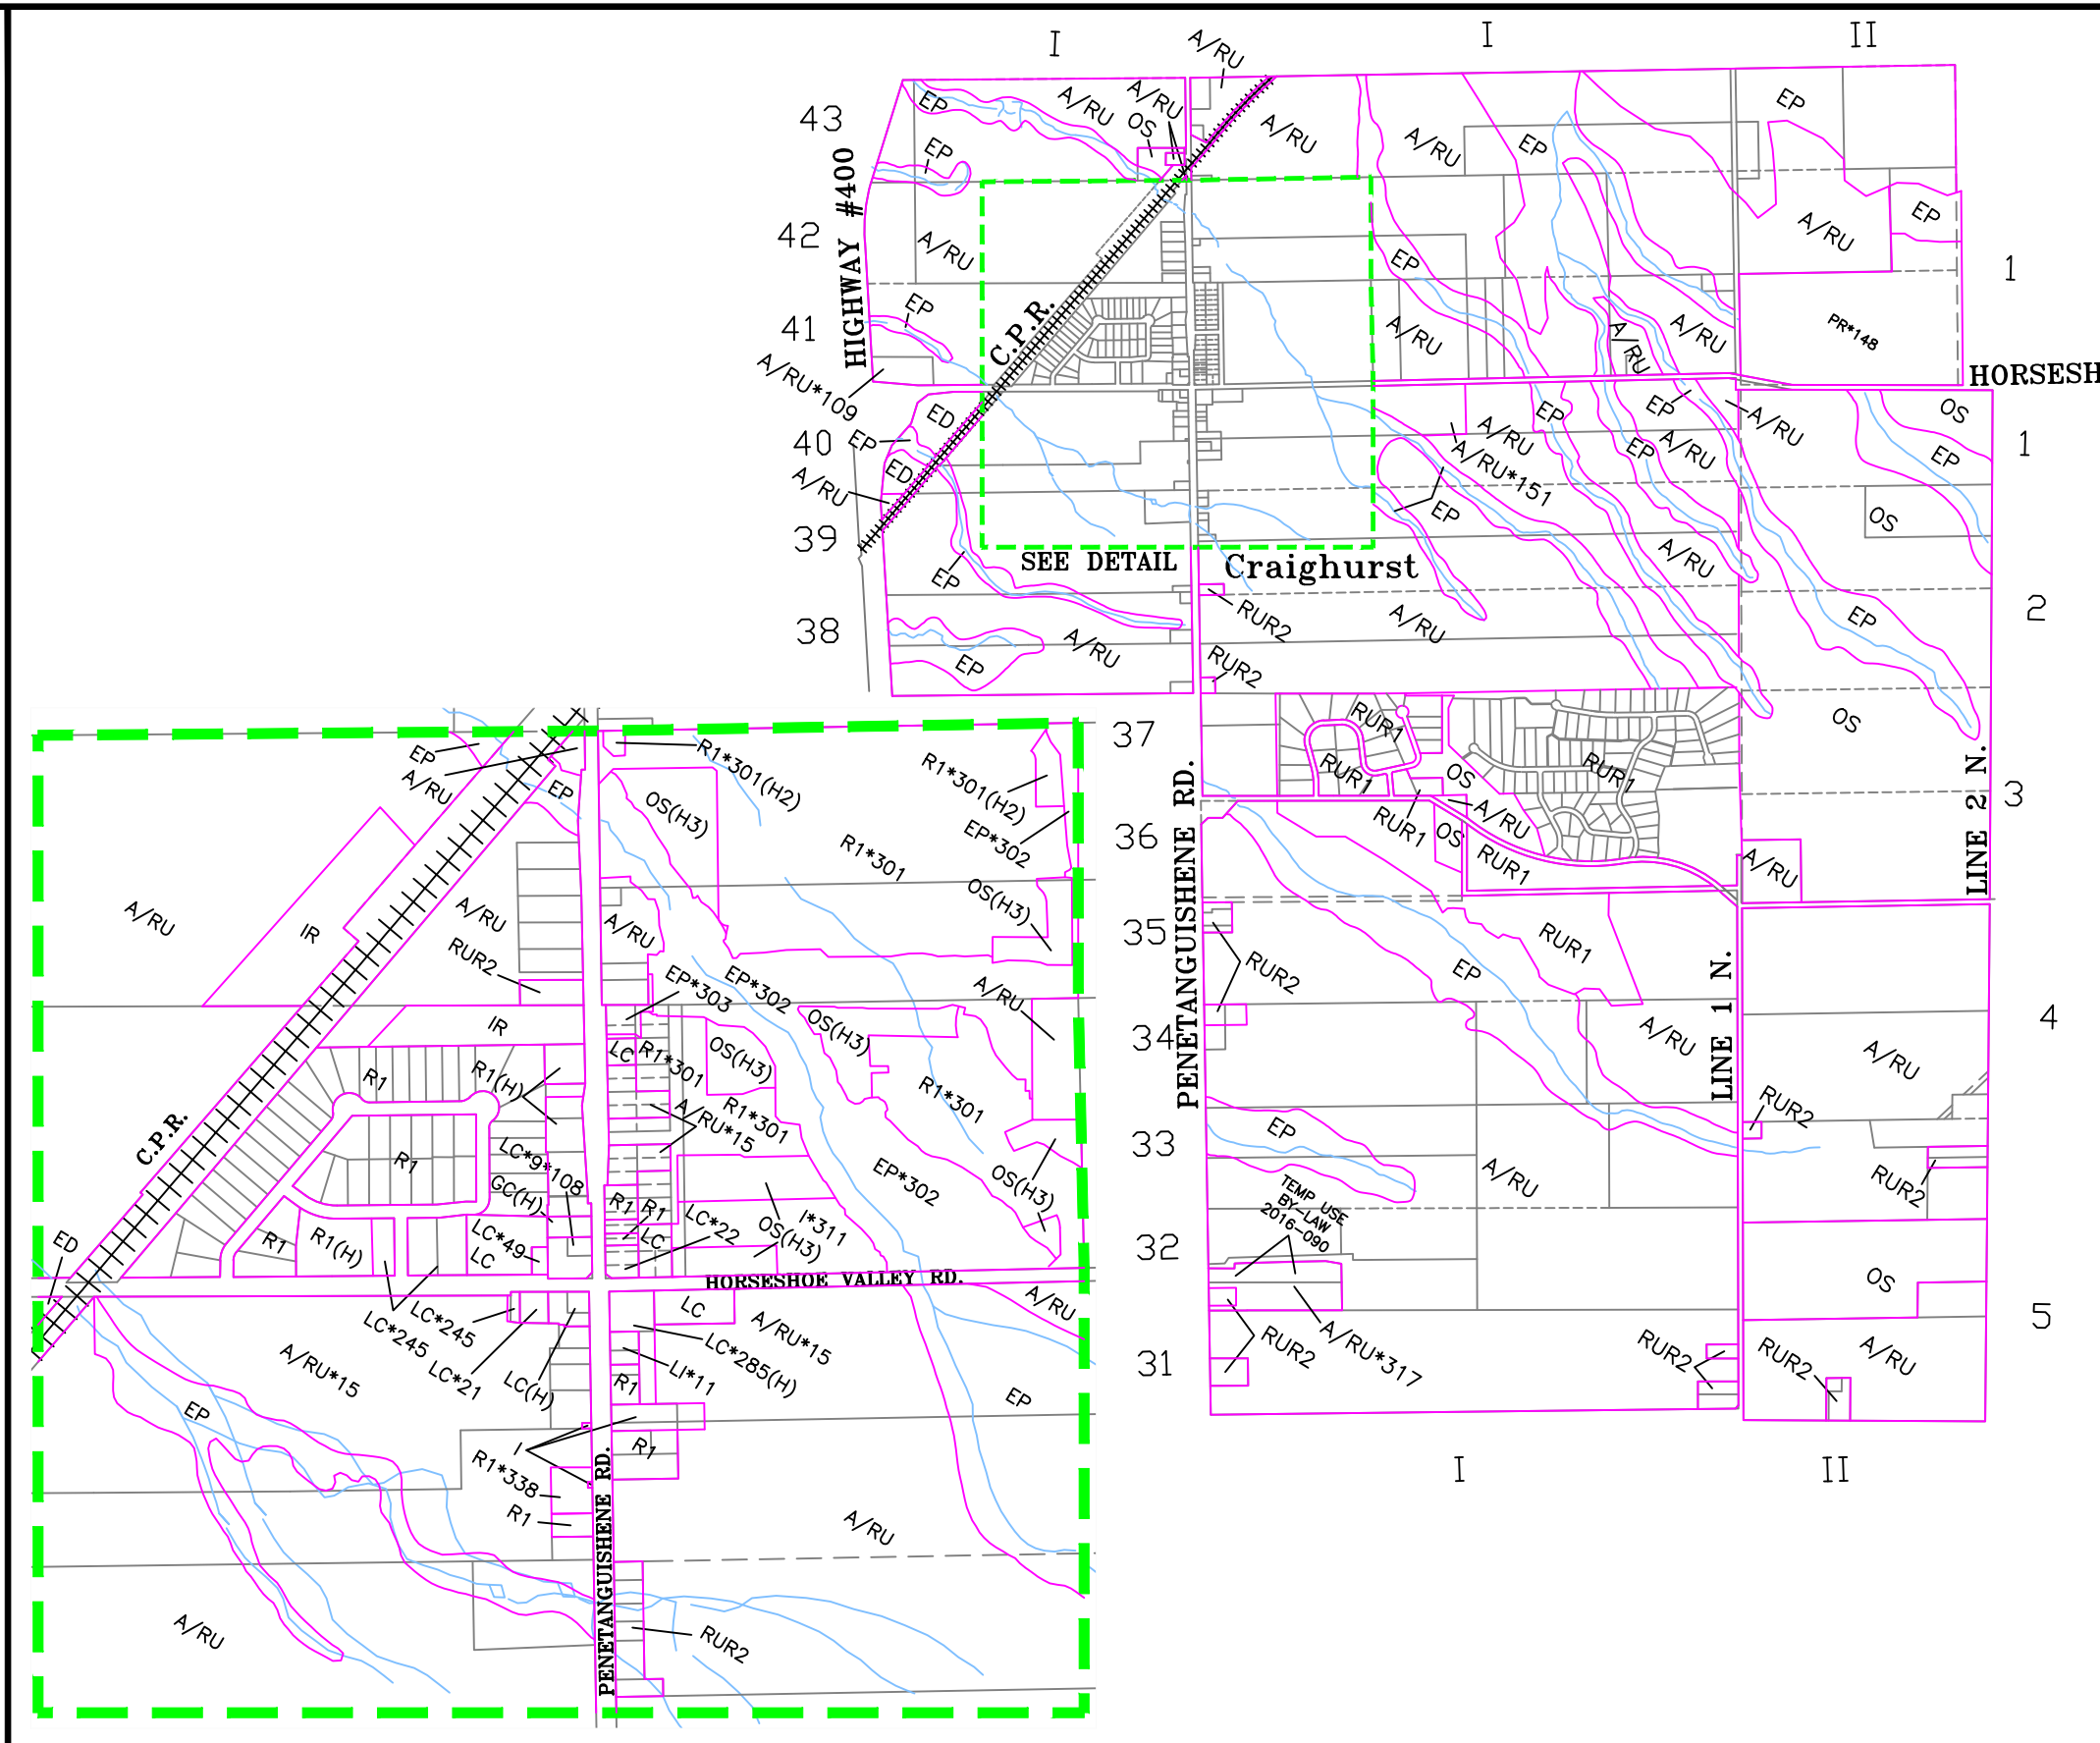 I
I
II
43
42
41
40
39
38
37
36
35
34
33
32
31
1
1
2
3
4
5
I
II
HIGHWAY #400
C.P.R.
HORSESH
SEE DETAIL
Craighurst
PENETANGUISHENE RD.
LINE 1 N.
LINE 2 N.
A/RU
EP
A/RU
A/RU
OS
A/RU
A/RU
EP
EP
EP
A/RU
A/RU
EP
EP
EP
A/RU
A/RU
A/RU
PR*148
A/RU*109
ED
EP
ED
A/RU
EP
EP
A/RU
A/RU
A/RU*151
EP
EP
EP
EP
A/RU
A/RU
OS
EP
OS
A/RU
EP
RUR2
A/RU
RUR2
OS
RUR1
RUR1
RUR1
OS
A/RU
RUR1
OS
RUR1
A/RU
RUR2
EP
RUR1
A/RU
A/RU
RUR2
EP
A/RU
RUR2
TEMP USE
BY-LAW
2016-090
OS
RUR2
A/RU*317
RUR2
RUR2
A/RU
EP
A/RU
EP
R1*301(H2)
OS(H3)
R1*301
R1*301(H2)
EP*302
OS(H3)
A/RU
IR
A/RU
RUR2
A/RU
EP*303
EP*302
A/RU
IR
LC
R1*301
OS(H3)
OS(H3)
R1
R1(H)
A/RU*15
R1*301
R1*301
C.P.R.
R1
LC*9*108
GC(H)
EP*302
OS(H3)
R1
R1
LC
LC*22
I*311
OS(H3)
ED
R1
R1(H)
LC*49
LC
HORSESHOE VALLEY RD.
LC*245
LC*245
LC*21
LC(H)
LC
LC*285(H)
A/RU*15
A/RU
A/RU*15
LI*11
R1
EP
EP
I
R1
R1*338
R1
PENETANGUISHENE RD.
A/RU
A/RU
RUR2